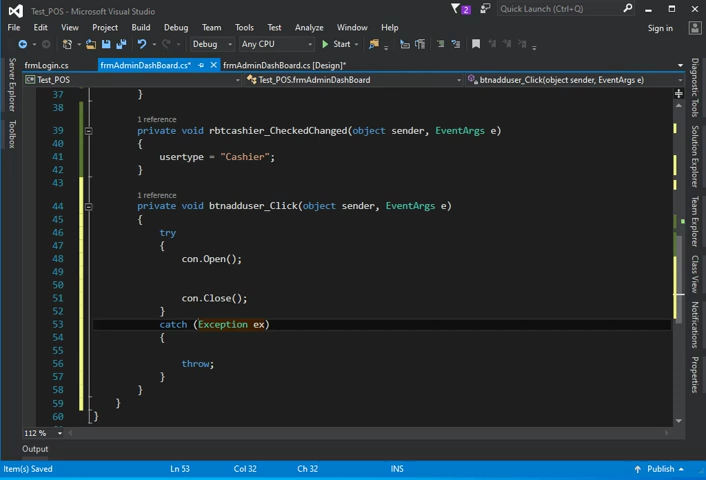 Test_POS - Microsoft Visual Studio
2
Quick Launch (Ctrl+Q)
File Edit View Project Build Debug Team Tools Test Analyze Window Help
Sign in
Debug Any CPU Start
frmLogin.cs frmAdminDashBoard.cs* frmAdminDashBoard.cs [Design]*
Test_POS Test_POS.frmAdminDashBoard btnadduser_Click(object sender, EventArgs e)
Server Explorer
Toolbox
37 }
38
1 reference
39 private void rbtcashier_CheckedChanged(object sender, EventArgs e)
40 {
41 usertype = "Cashier";
42 }
43
1 reference
44 private void btnadduser_Click(object sender, EventArgs e)
45 {
46 try
47 {
48 con.Open();
49
50
51 con.Close();
52 }
53 catch (Exception ex)
54 {
55
56 throw;
57 }
58 }
59 }
60 }
Diagnostic Tools
Solution Explorer
Team Explorer
Class View
Notifications
Properties
112 %
Output
Item(s) Saved Ln 53 Col 32 Ch 32 INS Publish